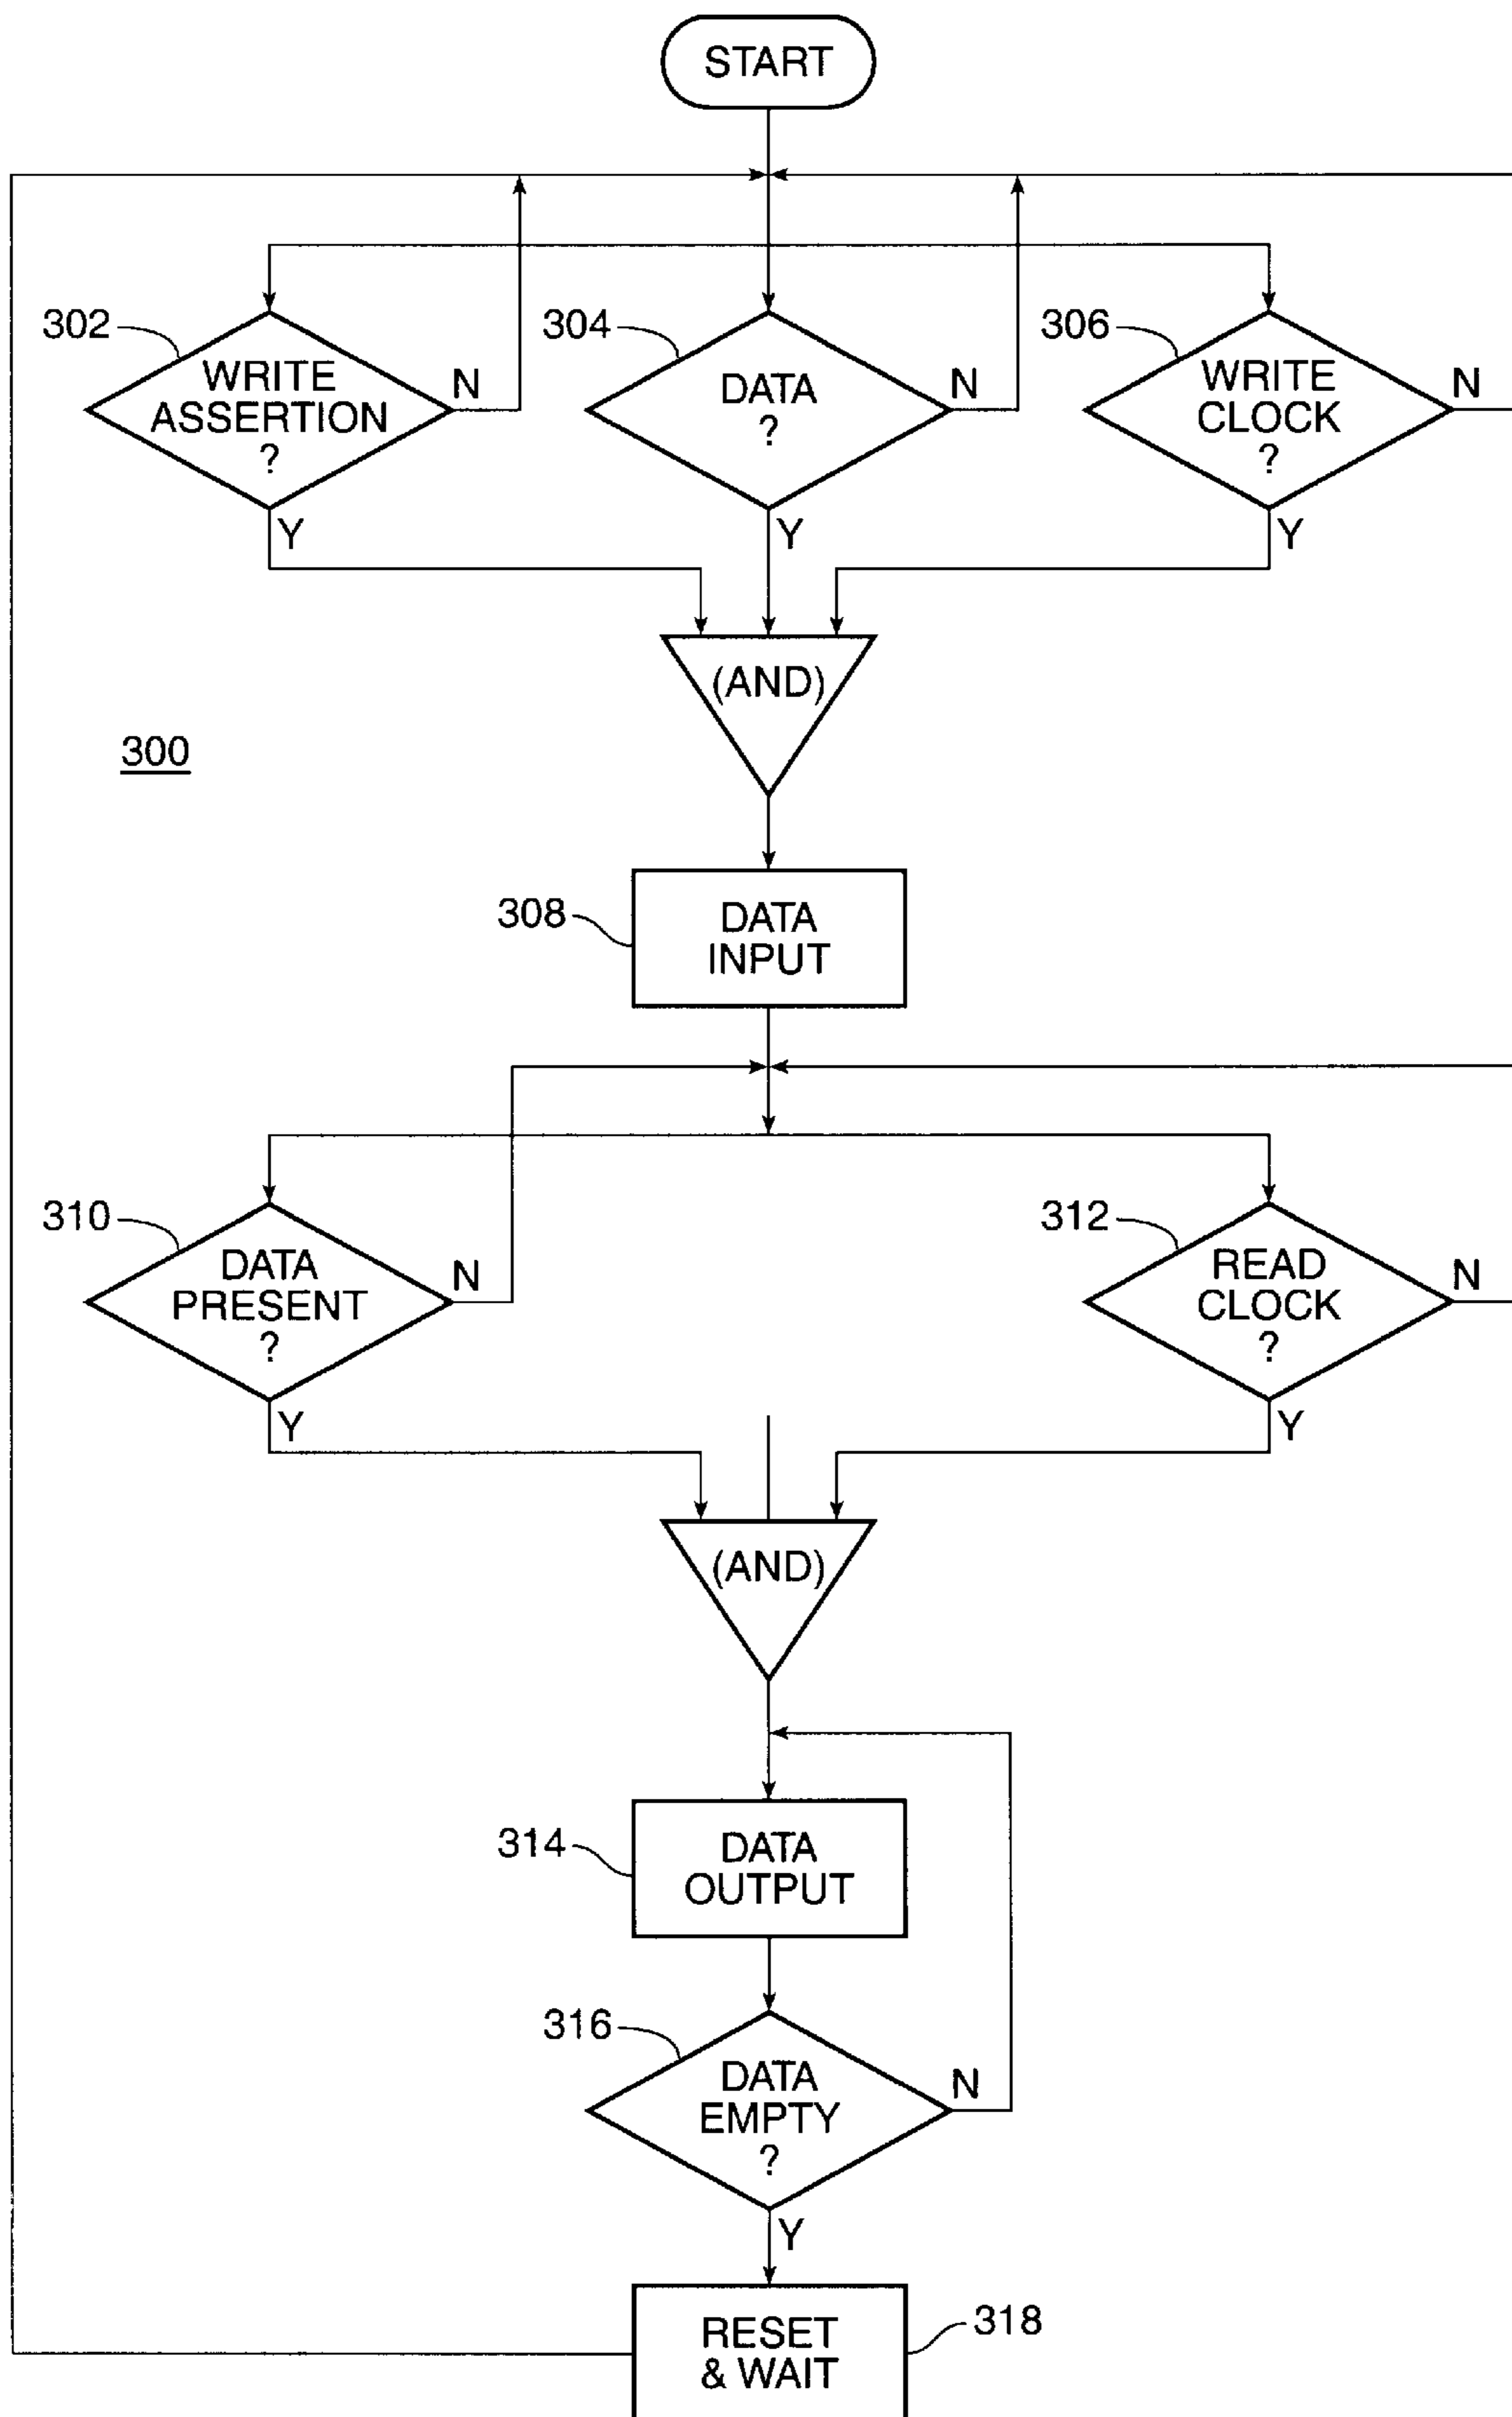 START
302
WRITE
ASSERTION
?
N
Y
304
DATA
?
N
Y
306
WRITE
CLOCK
?
N
Y
(AND)
300
308
DATA
INPUT
310
DATA
PRESENT
?
N
Y
312
READ
CLOCK
?
N
Y
(AND)
314
DATA
OUTPUT
316
DATA
EMPTY
?
N
Y
RESET
& WAIT
318